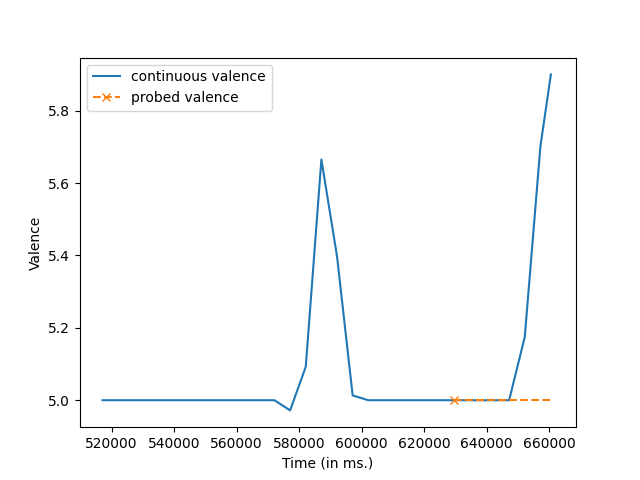 continuous valence
probed valence
5.8
5.6
5.4
5.2
5.0
Valence
520000 540000 560000 580000 600000 620000 640000 660000
Time (in ms.)